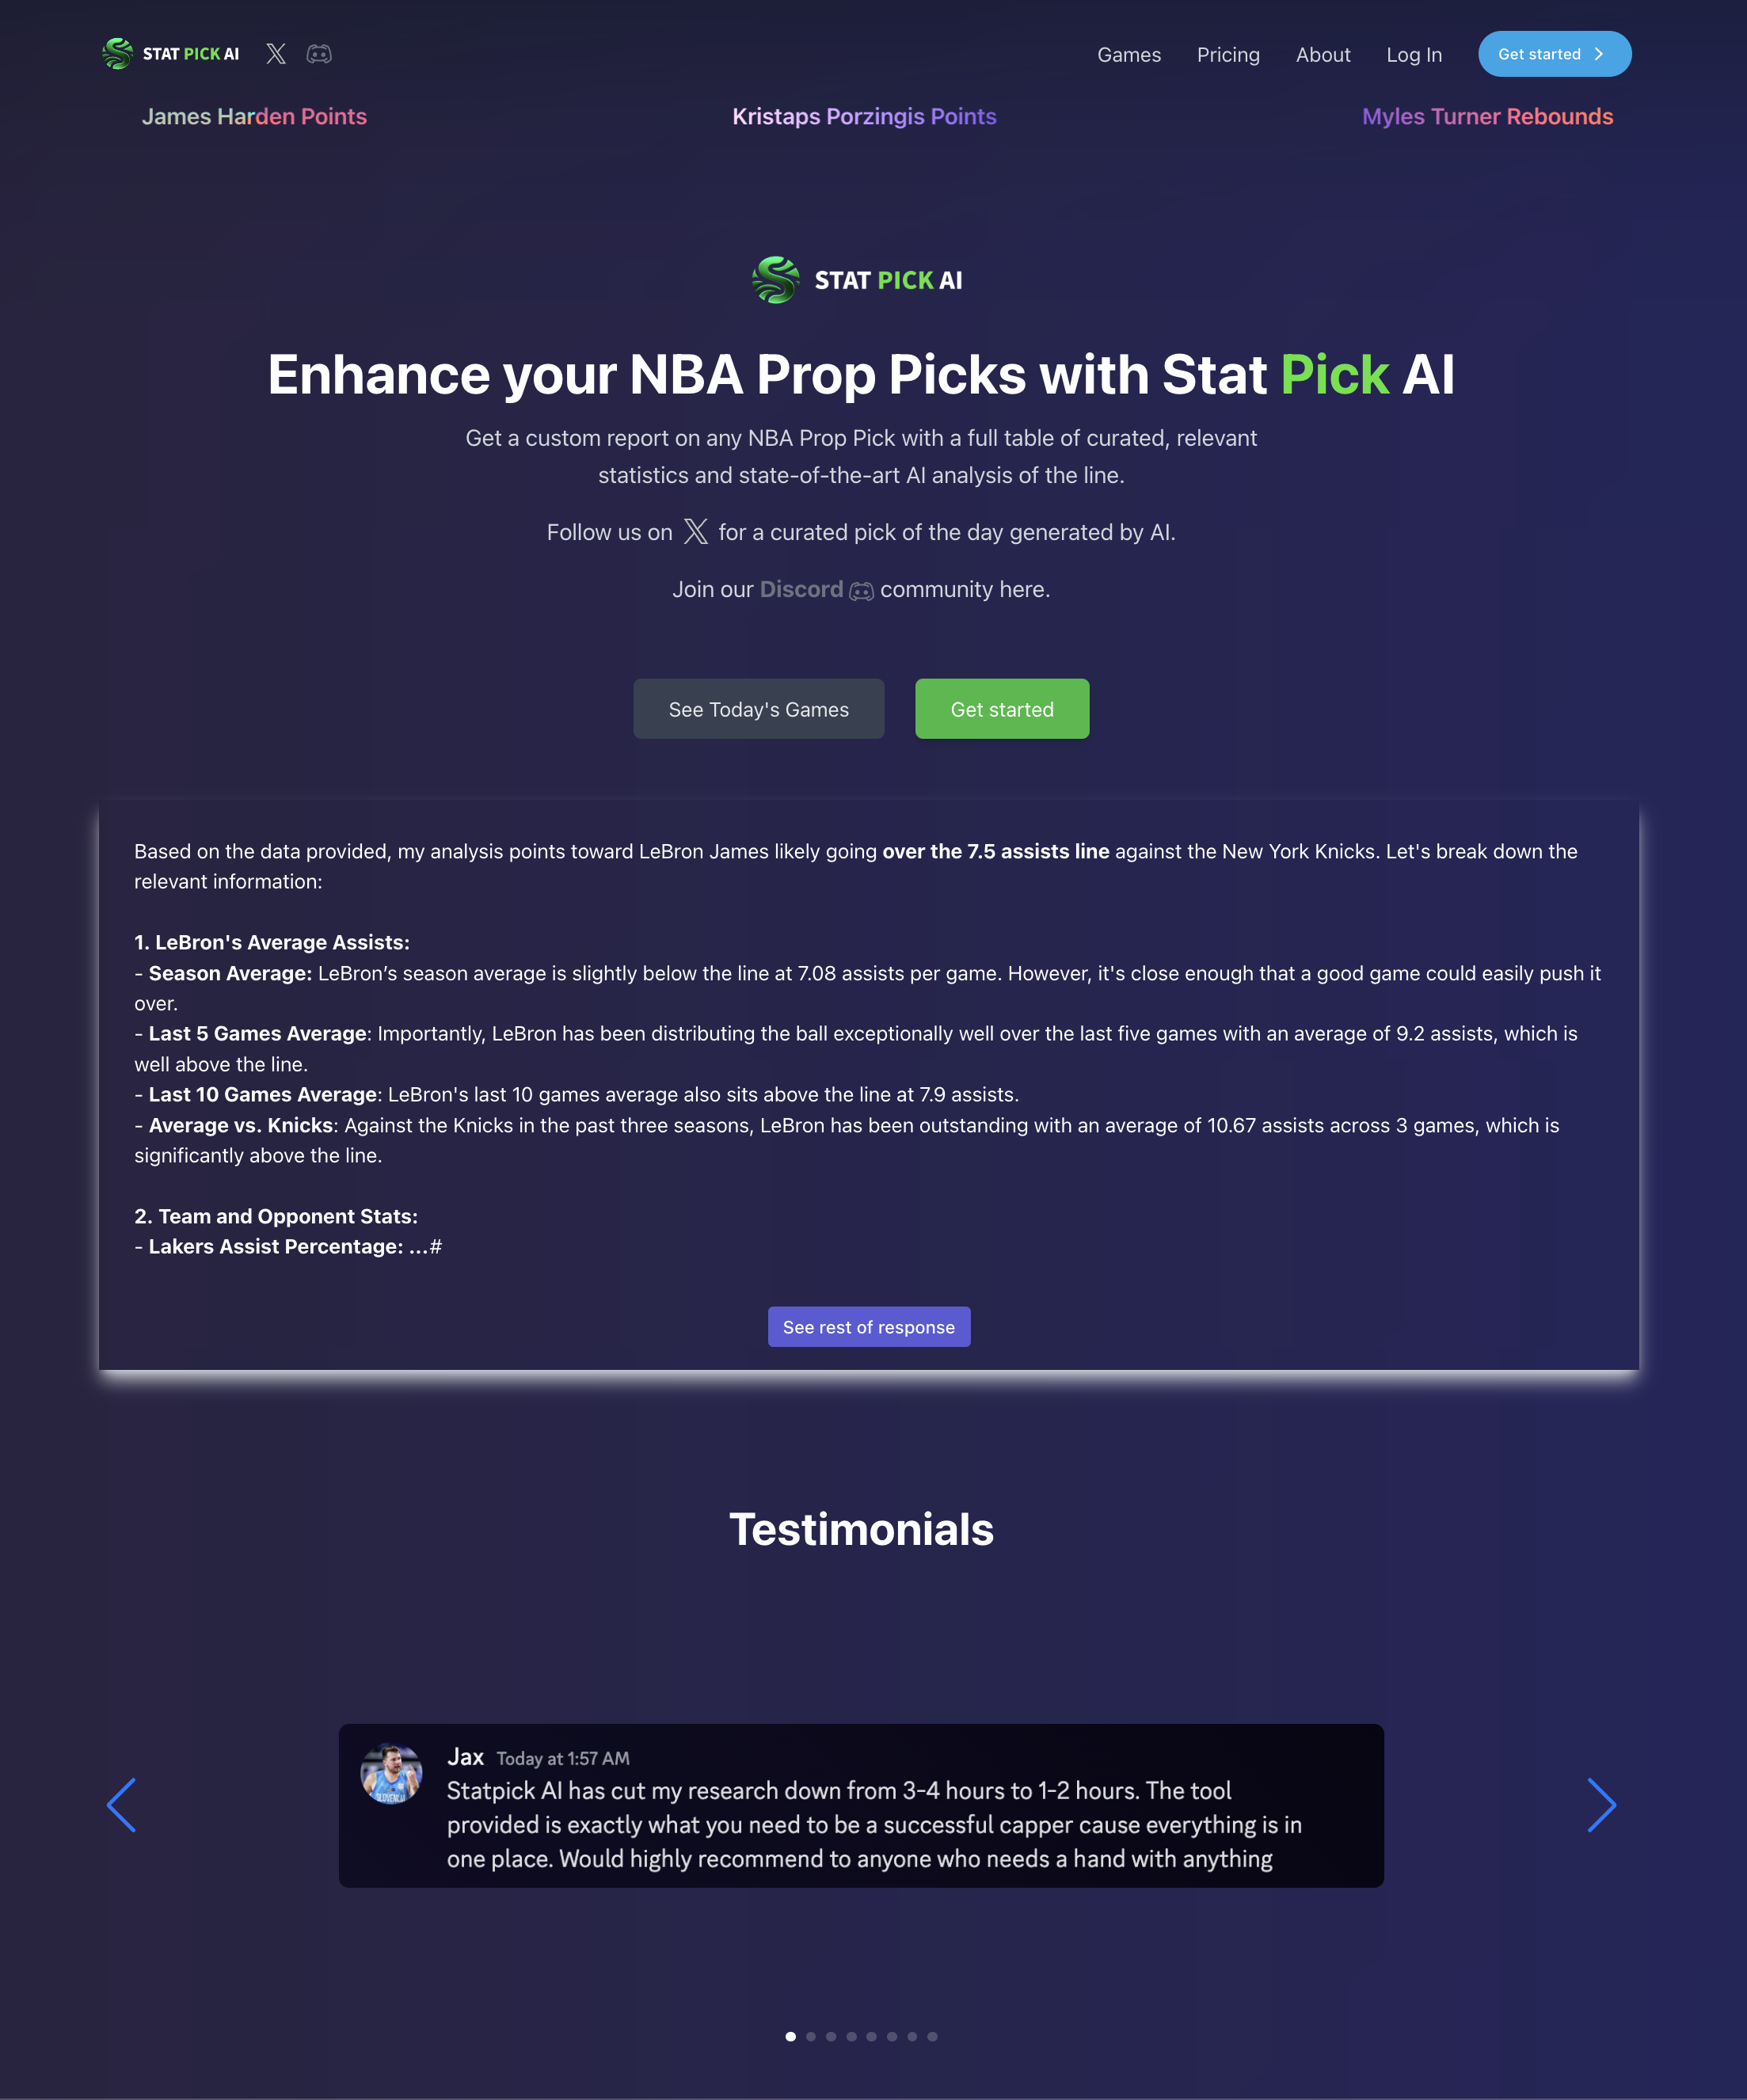 STAT PICK AI
Games Pricing About Log In Get started
James Harden Points Kristaps Porzingis Points Myles Turner Rebounds
STAT PICK AI
Enhance your NBA Prop Picks with Stat Pick AI
Get a custom report on any NBA Prop Pick with a full table of curated, relevant
statistics and state-of-the-art AI analysis of the line.
Follow us on X for a curated pick of the day generated by AI.
Join our Discord community here.
See Today's Games Get started
Based on the data provided, my analysis points toward LeBron James likely going over the 7.5 assists line against the New York Knicks. Let's break down the
relevant information:
1. LeBron's Average Assists:
- Season Average: LeBron’s season average is slightly below the line at 7.08 assists per game. However, it's close enough that a good game could easily push it
over.
- Last 5 Games Average: Importantly, LeBron has been distributing the ball exceptionally well over the last five games with an average of 9.2 assists, which is
well above the line.
- Last 10 Games Average: LeBron's last 10 games average also sits above the line at 7.9 assists.
- Average vs. Knicks: Against the Knicks in the past three seasons, LeBron has been outstanding with an average of 10.67 assists across 3 games, which is
significantly above the line.
2. Team and Opponent Stats:
- Lakers Assist Percentage: ...#
See rest of response
Testimonials
Jax Today at 1:57 AM
Statpick AI has cut my research down from 3-4 hours to 1-2 hours. The tool
provided is exactly what you need to be a successful capper cause everything is in
one place. Would highly recommend to anyone who needs a hand with anything